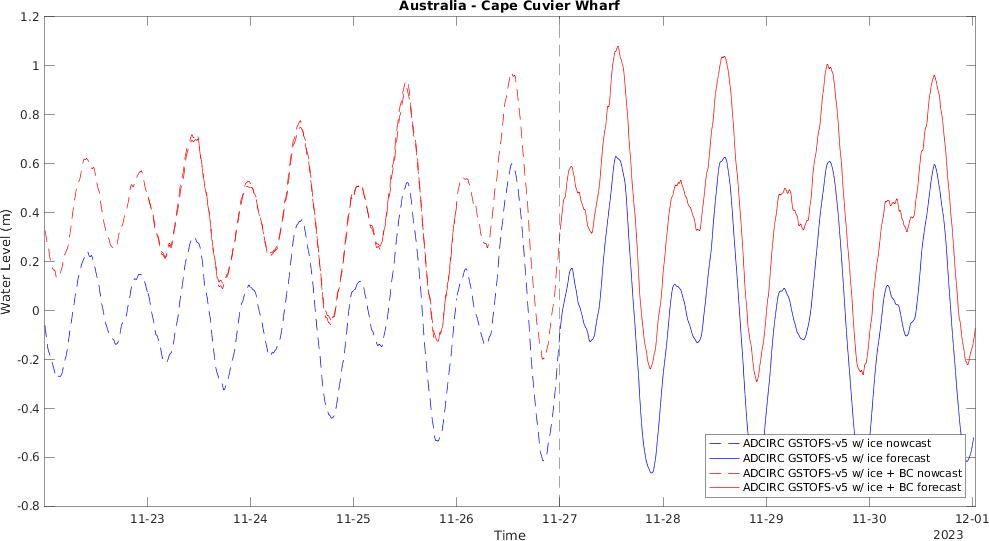 Australia - Cape Cuvier Wharf
1.2
1
0.8
0.6
0.4
0.2
0
-0.2
-0.4
-0.6
-0.8
Water Level (m)
ADCIRC GSTOFS-v5 w/ ice nowcast
ADCIRC GSTOFS-v5 w/ ice forecast
ADCIRC GSTOFS-v5 w/ ice + BC nowcast
ADCIRC GSTOFS-v5 w/ ice + BC forecast
11-23 11-24 11-25 11-26 11-27 11-28 11-29 11-30 12-01
Time
2023